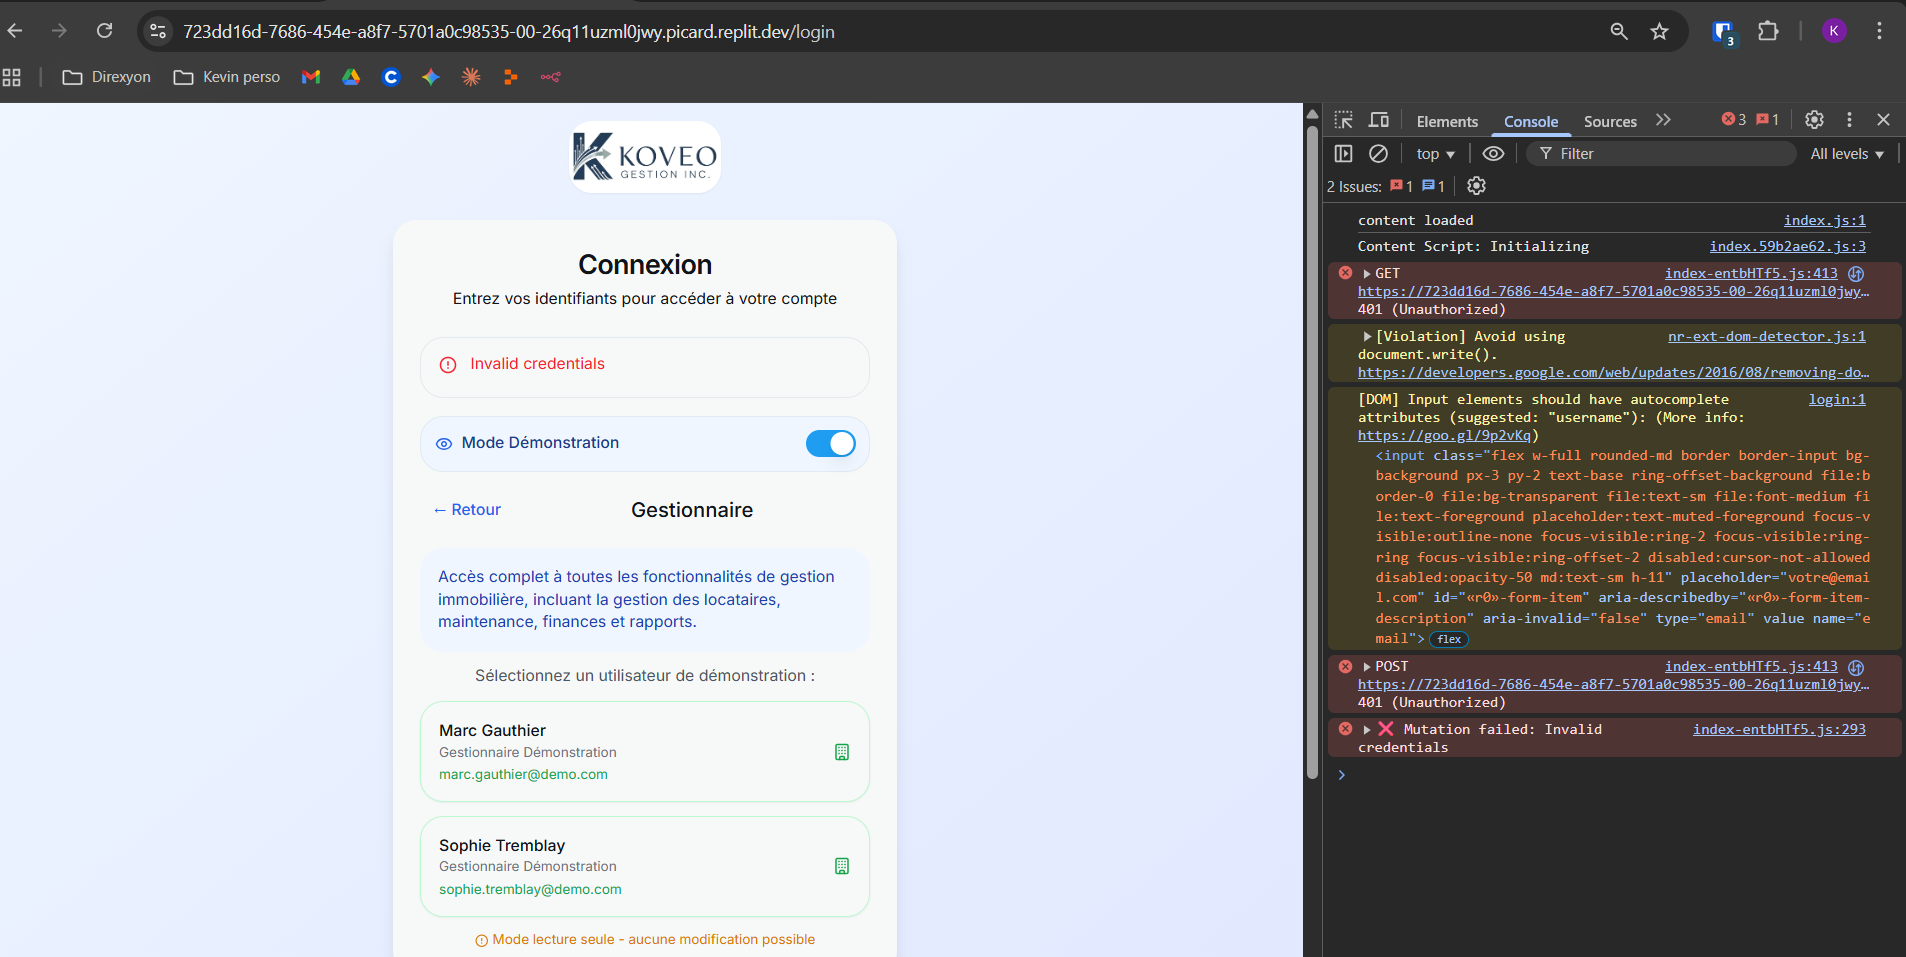 723dd16d-7686-454e-a8f7-5701a0c98535-00-26q11uzml0jwy.picard.replit.dev/login
3
K
Direxyon
Kevin perso
KOVEO
GESTION INC.
Connexion
Entrez vos identifiants pour accéder à votre compte
Invalid credentials
Mode Démonstration
← Retour
Gestionnaire
Accès complet à toutes les fonctionnalités de gestion
immobilière, incluant la gestion des locataires,
maintenance, finances et rapports.
Sélectionnez un utilisateur de démonstration :
Marc Gauthier
Gestionnaire Démonstration
marc.gauthier@demo.com
Sophie Tremblay
Gestionnaire Démonstration
sophie.tremblay@demo.com
Mode lecture seule - aucune modification possible
Elements Console Sources 3 1
top Filter All levels
2 Issues: 1 1
content loaded index.js:1
Content Script: Initializing index.59b2ae62.js:3
GET index-entbHTf5.js:413
https://723dd16d-7686-454e-a8f7-5701a0c98535-00-26q11uzml0jwy…
401 (Unauthorized)
[Violation] Avoid using nr-ext-dom-detector.js:1
document.write().
https://developers.google.com/web/updates/2016/08/removing-do…
[DOM] Input elements should have autocomplete login:1
attributes (suggested: "username"): (More info:
https://goo.gl/9p2vKq)
<input class="flex w-full rounded-md border border-input bg-
background px-3 py-2 text-base ring-offset-background file:b
order-0 file:bg-transparent file:text-sm file:font-medium fi
le:text-foreground placeholder:text-muted-foreground focus-v
isible:outline-none focus-visible:ring-2 focus-visible:ring-
ring focus-visible:ring-offset-2 disabled:cursor-not-allowed
disabled:opacity-50 md:text-sm h-11" placeholder="votre@emai
l.com" id="«r0»-form-item" aria-describedby="«r0»-form-item-
description" aria-invalid="false" type="email" value name="e
mail"> flex
POST index-entbHTf5.js:413
https://723dd16d-7686-454e-a8f7-5701a0c98535-00-26q11uzml0jwy…
401 (Unauthorized)
❌ Mutation failed: Invalid index-entbHTf5.js:293
credentials